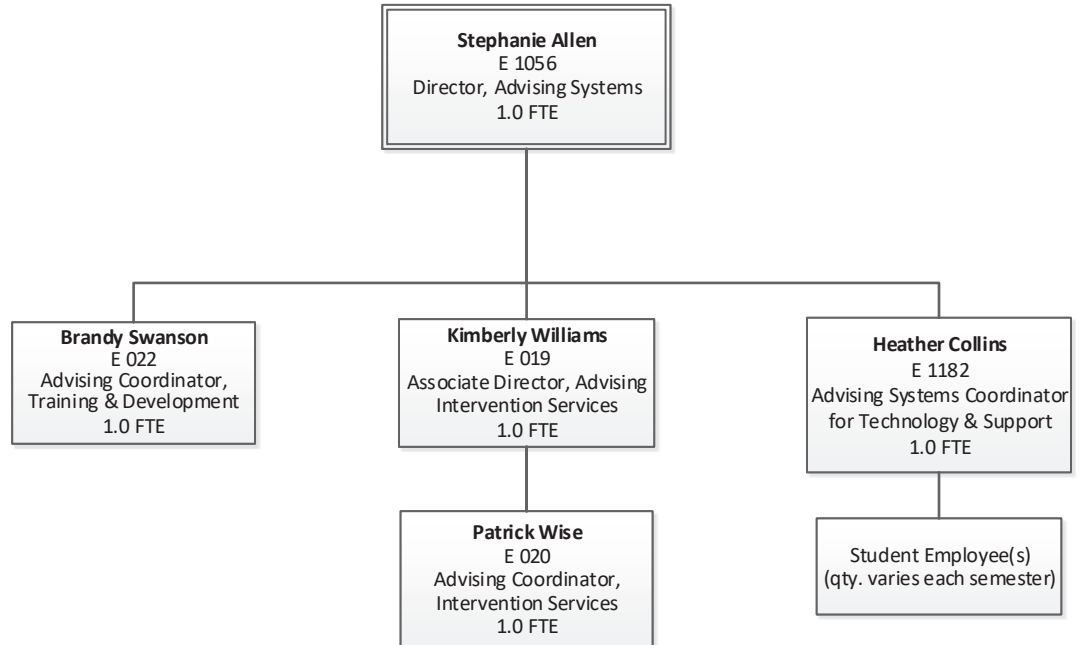 Stephanie Allen
E 1056
Director, Advising Systems
1.0 FTE
Brandy Swanson
E 022
Advising Coordinator,
Training & Development
1.0 FTE
Kimberly Williams
E 019
Associate Director, Advising
Intervention Services
1.0 FTE
Heather Collins
E 1182
Advising Systems Coordinator
for Technology & Support
1.0 FTE
Patrick Wise
E 020
Advising Coordinator,
Intervention Services
1.0 FTE
Student Employee(s)
(qty. varies each semester)